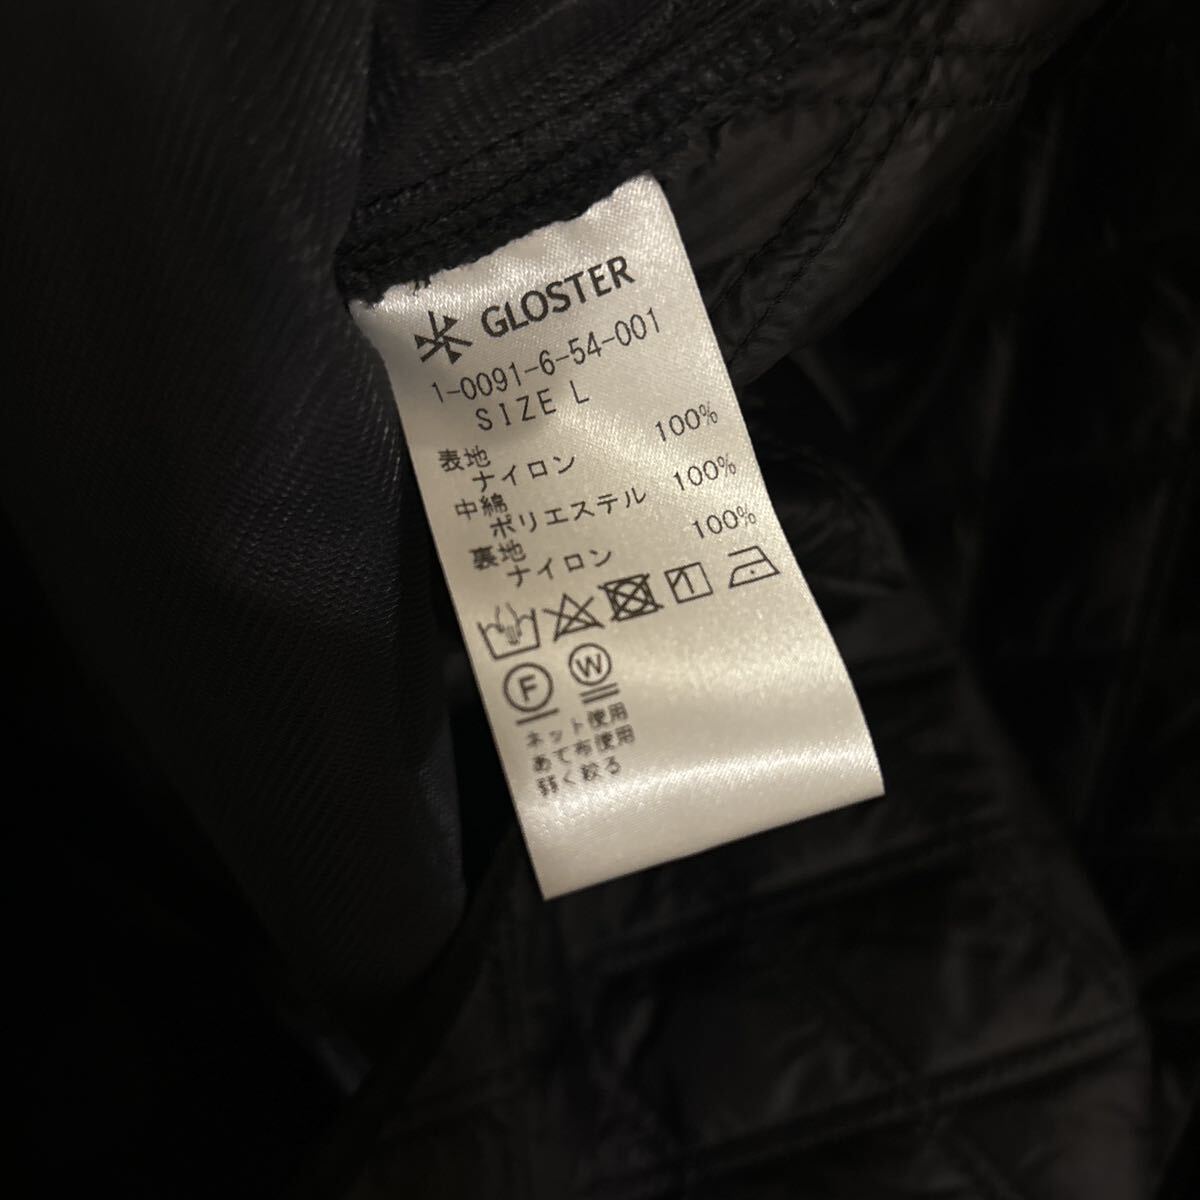 GLOSTER
1-0091-6-54-001
SIZE L
表地
ナイロン 100%
中綿
ポリエステル 100%
裏地
ナイロン 100%
F W
ネット使用
あて布使用
弱く絞る